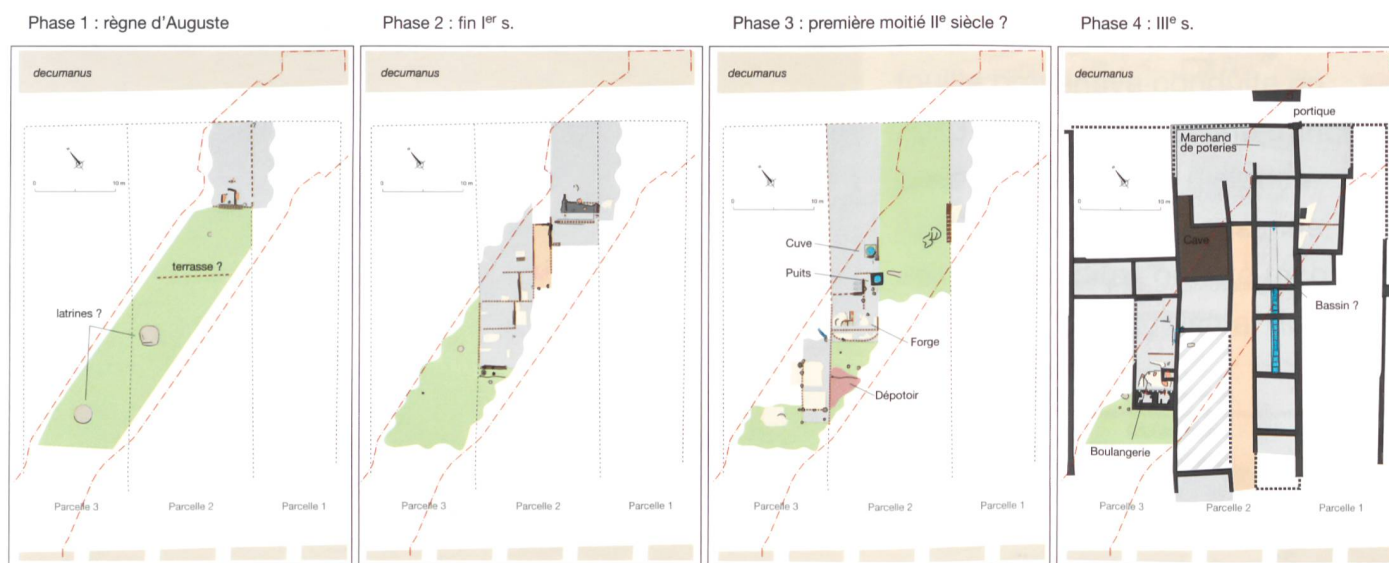 Phase 1 : règne d'Auguste
decumanus
0 10 m
terrasse ?
latrines ?
Parcelle 3 Parcelle 2 Parcelle 1
Phase 2 : fin Ier s.
decumanus
0 10 m
Parcelle 3 Parcelle 2 Parcelle 1
Phase 3 : première moitié IIe siècle ?
decumanus
0 10 m
Cuve
Puits
Forge
Dépotoir
Parcelle 3 Parcelle 2 Parcelle 1
Phase 4 : IIIe s.
decumanus
portique
Marchand
de poteries
0 10 m
Cave
Bassin ?
Boulangerie
Parcelle 3 Parcelle 2 Parcelle 1